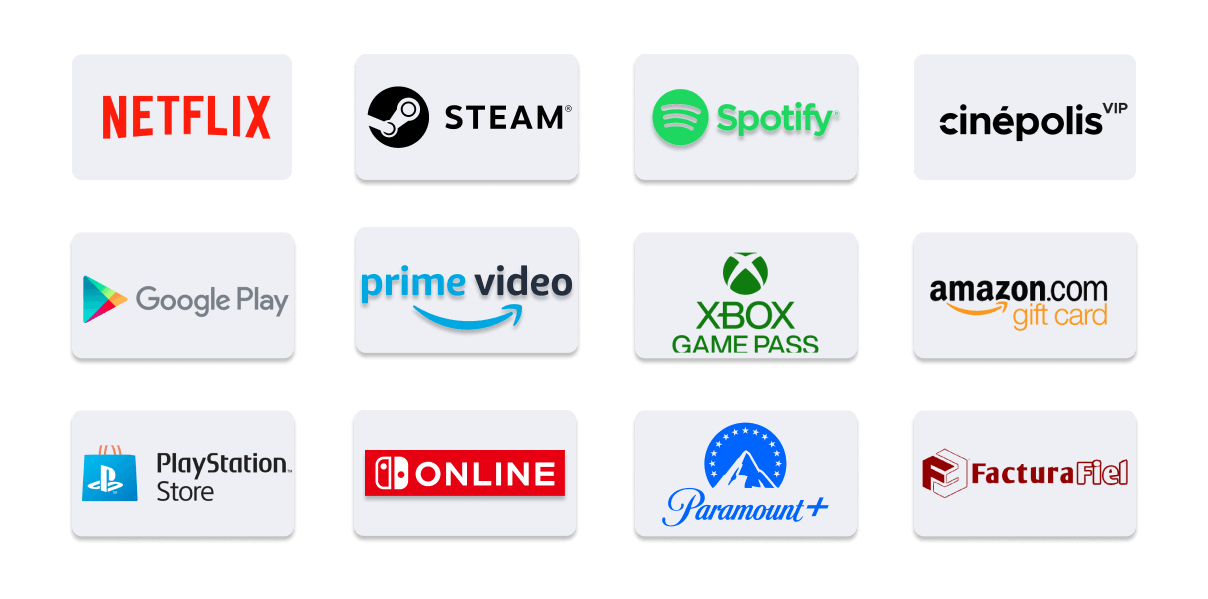 NETFLIX
STEAM®
Spotify®
cinépolis VIP
Google Play
prime video
XBOX
GAME PASS
amazon.com
gift card
PlayStation™
Store
ONLINE
Paramount+
FacturaFiel